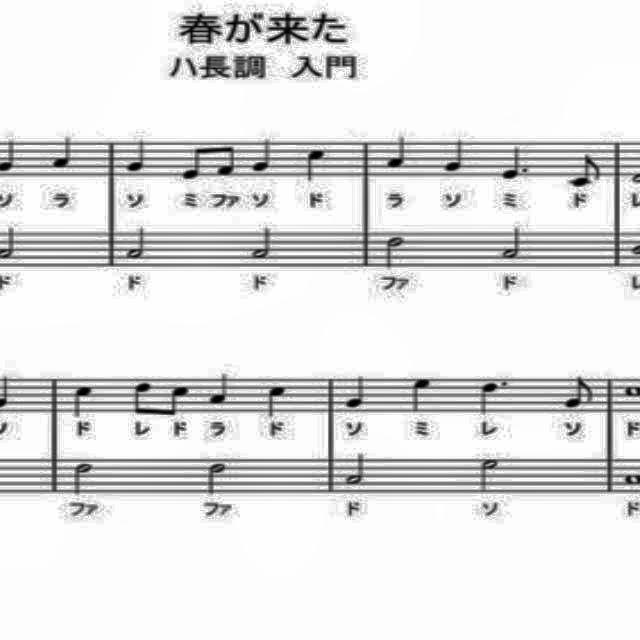 春が来た
ハ長調 入門
ソ ラ ソ ミ ファ ソ ド ラ ソ ミ ド レ
ド ド ド ファ ド レ
ソ ド レ ド ラ ド ソ ミ レ ソ ド
ファ ファ ド ソ ド